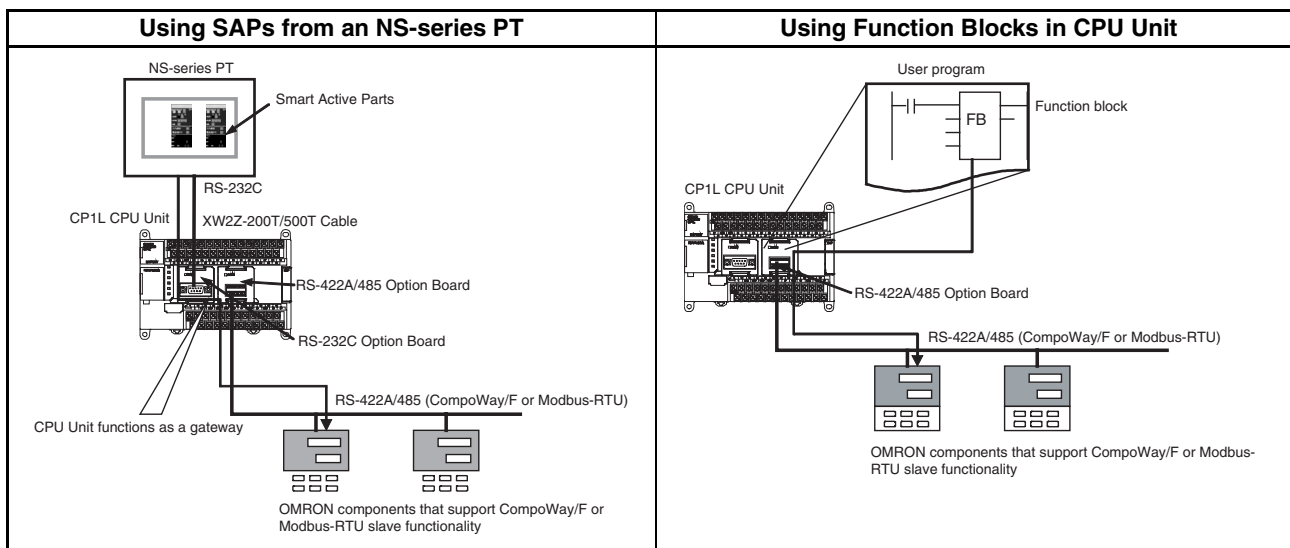 Using SAPs from an NS-series PT
NS-series PT
Smart Active Parts
RS-232C
CP1L CPU Unit
XW2Z-200T/500T Cable
RS-422A/485 Option Board
RS-232C Option Board
RS-422A/485 (CompoWay/F or Modbus-RTU)
CPU Unit functions as a gateway
OMRON components that support CompoWay/F or
Modbus-RTU slave functionality
Using Function Blocks in CPU Unit
User program
Function block
FB
CP1L CPU Unit
RS-422A/485 Option Board
RS-422A/485 (CompoWay/F or Modbus-RTU)
OMRON components that support CompoWay/F or Modbus-
RTU slave functionality